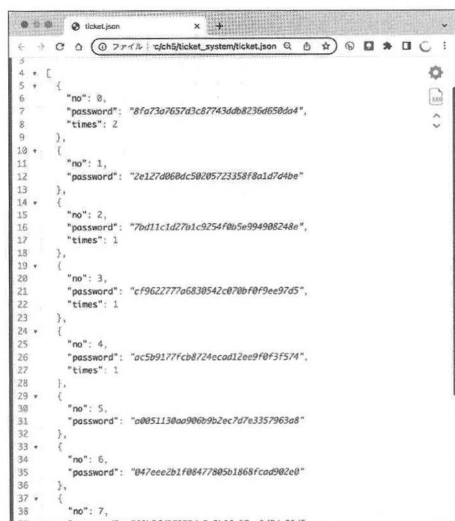 ticket.json
ファイル | c/ch5/ticket_system/ticket.json
3
4 [
5 {
6 "no": 0,
7 "password": "8fa73a7657d3c87743ddb8236d650da4",
8 "times": 2
9 },
10 {
11 "no": 1,
12 "password": "2e127d060dc50205723358f8a1d7d4be"
13 },
14 {
15 "no": 2,
16 "password": "7bd11c1d27b1c9254f0b5e994908248e",
17 "times": 1
18 },
19 {
20 "no": 3,
21 "password": "cf9622777a6830542c070bf0f9ee97d5",
22 "times": 1
23 },
24 {
25 "no": 4,
26 "password": "ac5b9177fcb8724ecad12ee9f0f3f574",
27 "times": 1
28 },
29 {
30 "no": 5,
31 "password": "a0051130aa906b9b2ec7d7e3357963a8"
32 },
33 {
34 "no": 6,
35 "password": "047eee2b1f08477805b1868fcad902e0"
36 },
37 {
38 "no": 7,